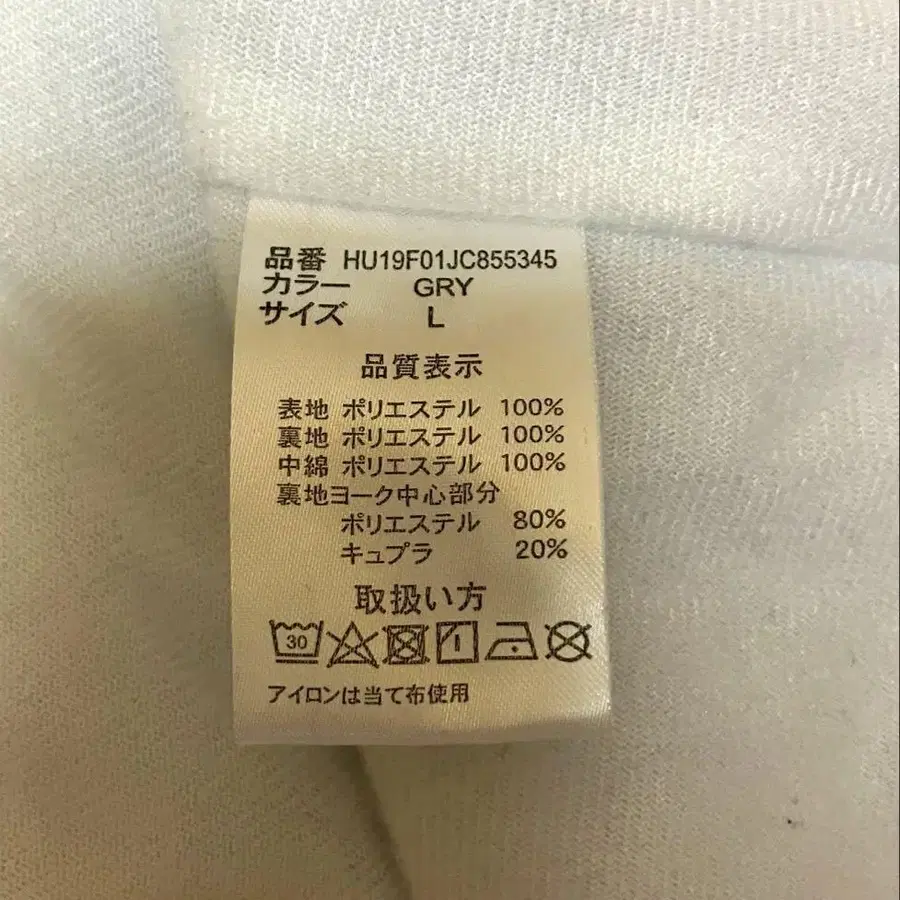 品番 HU19F01JC855345
カラー GRY
サイズ L
品質表示
表地 ポリエステル 100%
裏地 ポリエステル 100%
中綿 ポリエステル 100%
裏地ヨーク中心部分
ポリエステル 80%
キュプラ 20%
取扱い方
30
アイロンは当て布使用